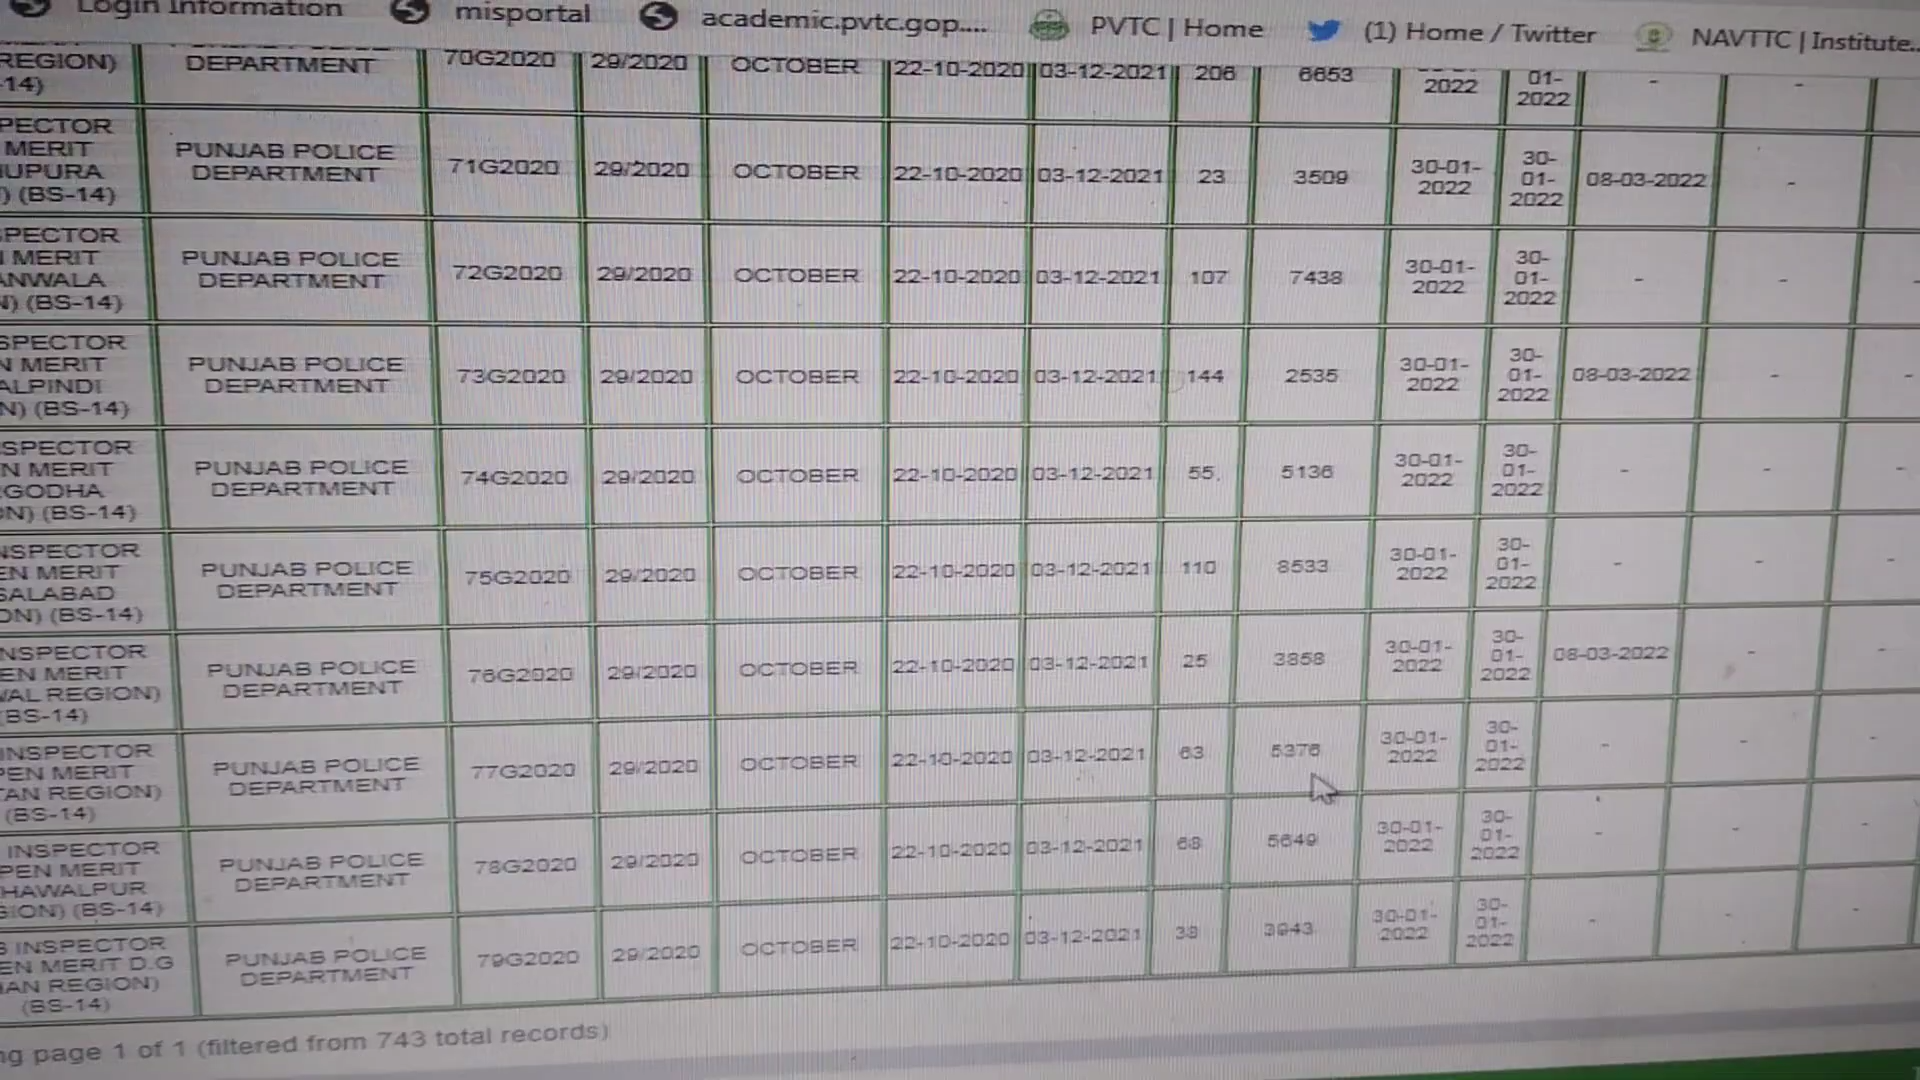 Login Information misportal academic.pvtc.gop.... PVTC | Home (1) Home / Twitter NAVTTC | Institute..
REGION)
-14) DEPARTMENT 70G2020 29/2020 OCTOBER 22-10-2020 03-12-2021 206 6653 2022 01-
2022 - -
PECTOR
MERIT
UPURA
) (BS-14) PUNJAB POLICE
DEPARTMENT 71G2020 29/2020 OCTOBER 22-10-2020 03-12-2021 23 3509 30-01-
2022 30-
01-
2022 08-03-2022 -
PECTOR
MERIT
ANWALA
N) (BS-14) PUNJAB POLICE
DEPARTMENT 72G2020 29/2020 OCTOBER 22-10-2020 03-12-2021 107 7438 30-01-
2022 30-
01-
2022 - - -
SPECTOR
N MERIT
ALPINDI
N) (BS-14) PUNJAB POLICE
DEPARTMENT 73G2020 29/2020 OCTOBER 22-10-2020 03-12-2021 144 2535 30-01-
2022 30-
01-
2022 08-03-2022 - -
SPECTOR
N MERIT
GODHA
ON) (BS-14) PUNJAB POLICE
DEPARTMENT 74G2020 29/2020 OCTOBER 22-10-2020 03-12-2021 55 5136 30-01-
2022 30-
01-
2022 - - -
NSPECTOR
EN MERIT
SALABAD
ON) (BS-14) PUNJAB POLICE
DEPARTMENT 75G2020 29/2020 OCTOBER 22-10-2020 03-12-2021 110 8533 30-01-
2022 30-
01-
2022 - - -
NSPECTOR
EN MERIT
WAL REGION)
(BS-14) PUNJAB POLICE
DEPARTMENT 76G2020 29/2020 OCTOBER 22-10-2020 03-12-2021 25 3858 30-01-
2022 30-
01-
2022 08-03-2022 - -
INSPECTOR
PEN MERIT
TAN REGION)
(BS-14) PUNJAB POLICE
DEPARTMENT 77G2020 29/2020 OCTOBER 22-10-2020 03-12-2021 63 5376 30-01-
2022 30-
01-
2022 - - -
INSPECTOR
PEN MERIT
HAWALPUR
GION) (BS-14) PUNJAB POLICE
DEPARTMENT 78G2020 29/2020 OCTOBER 22-10-2020 03-12-2021 68 5649 30-01-
2022 30-
01-
2022 - - -
B INSPECTOR
EN MERIT D.G
HAN REGION)
(BS-14) PUNJAB POLICE
DEPARTMENT 79G2020 29/2020 OCTOBER 22-10-2020 03-12-2021 30-01-
2022 30-
01-
2022 - - -
ng page 1 of 1 (filtered from 743 total records)